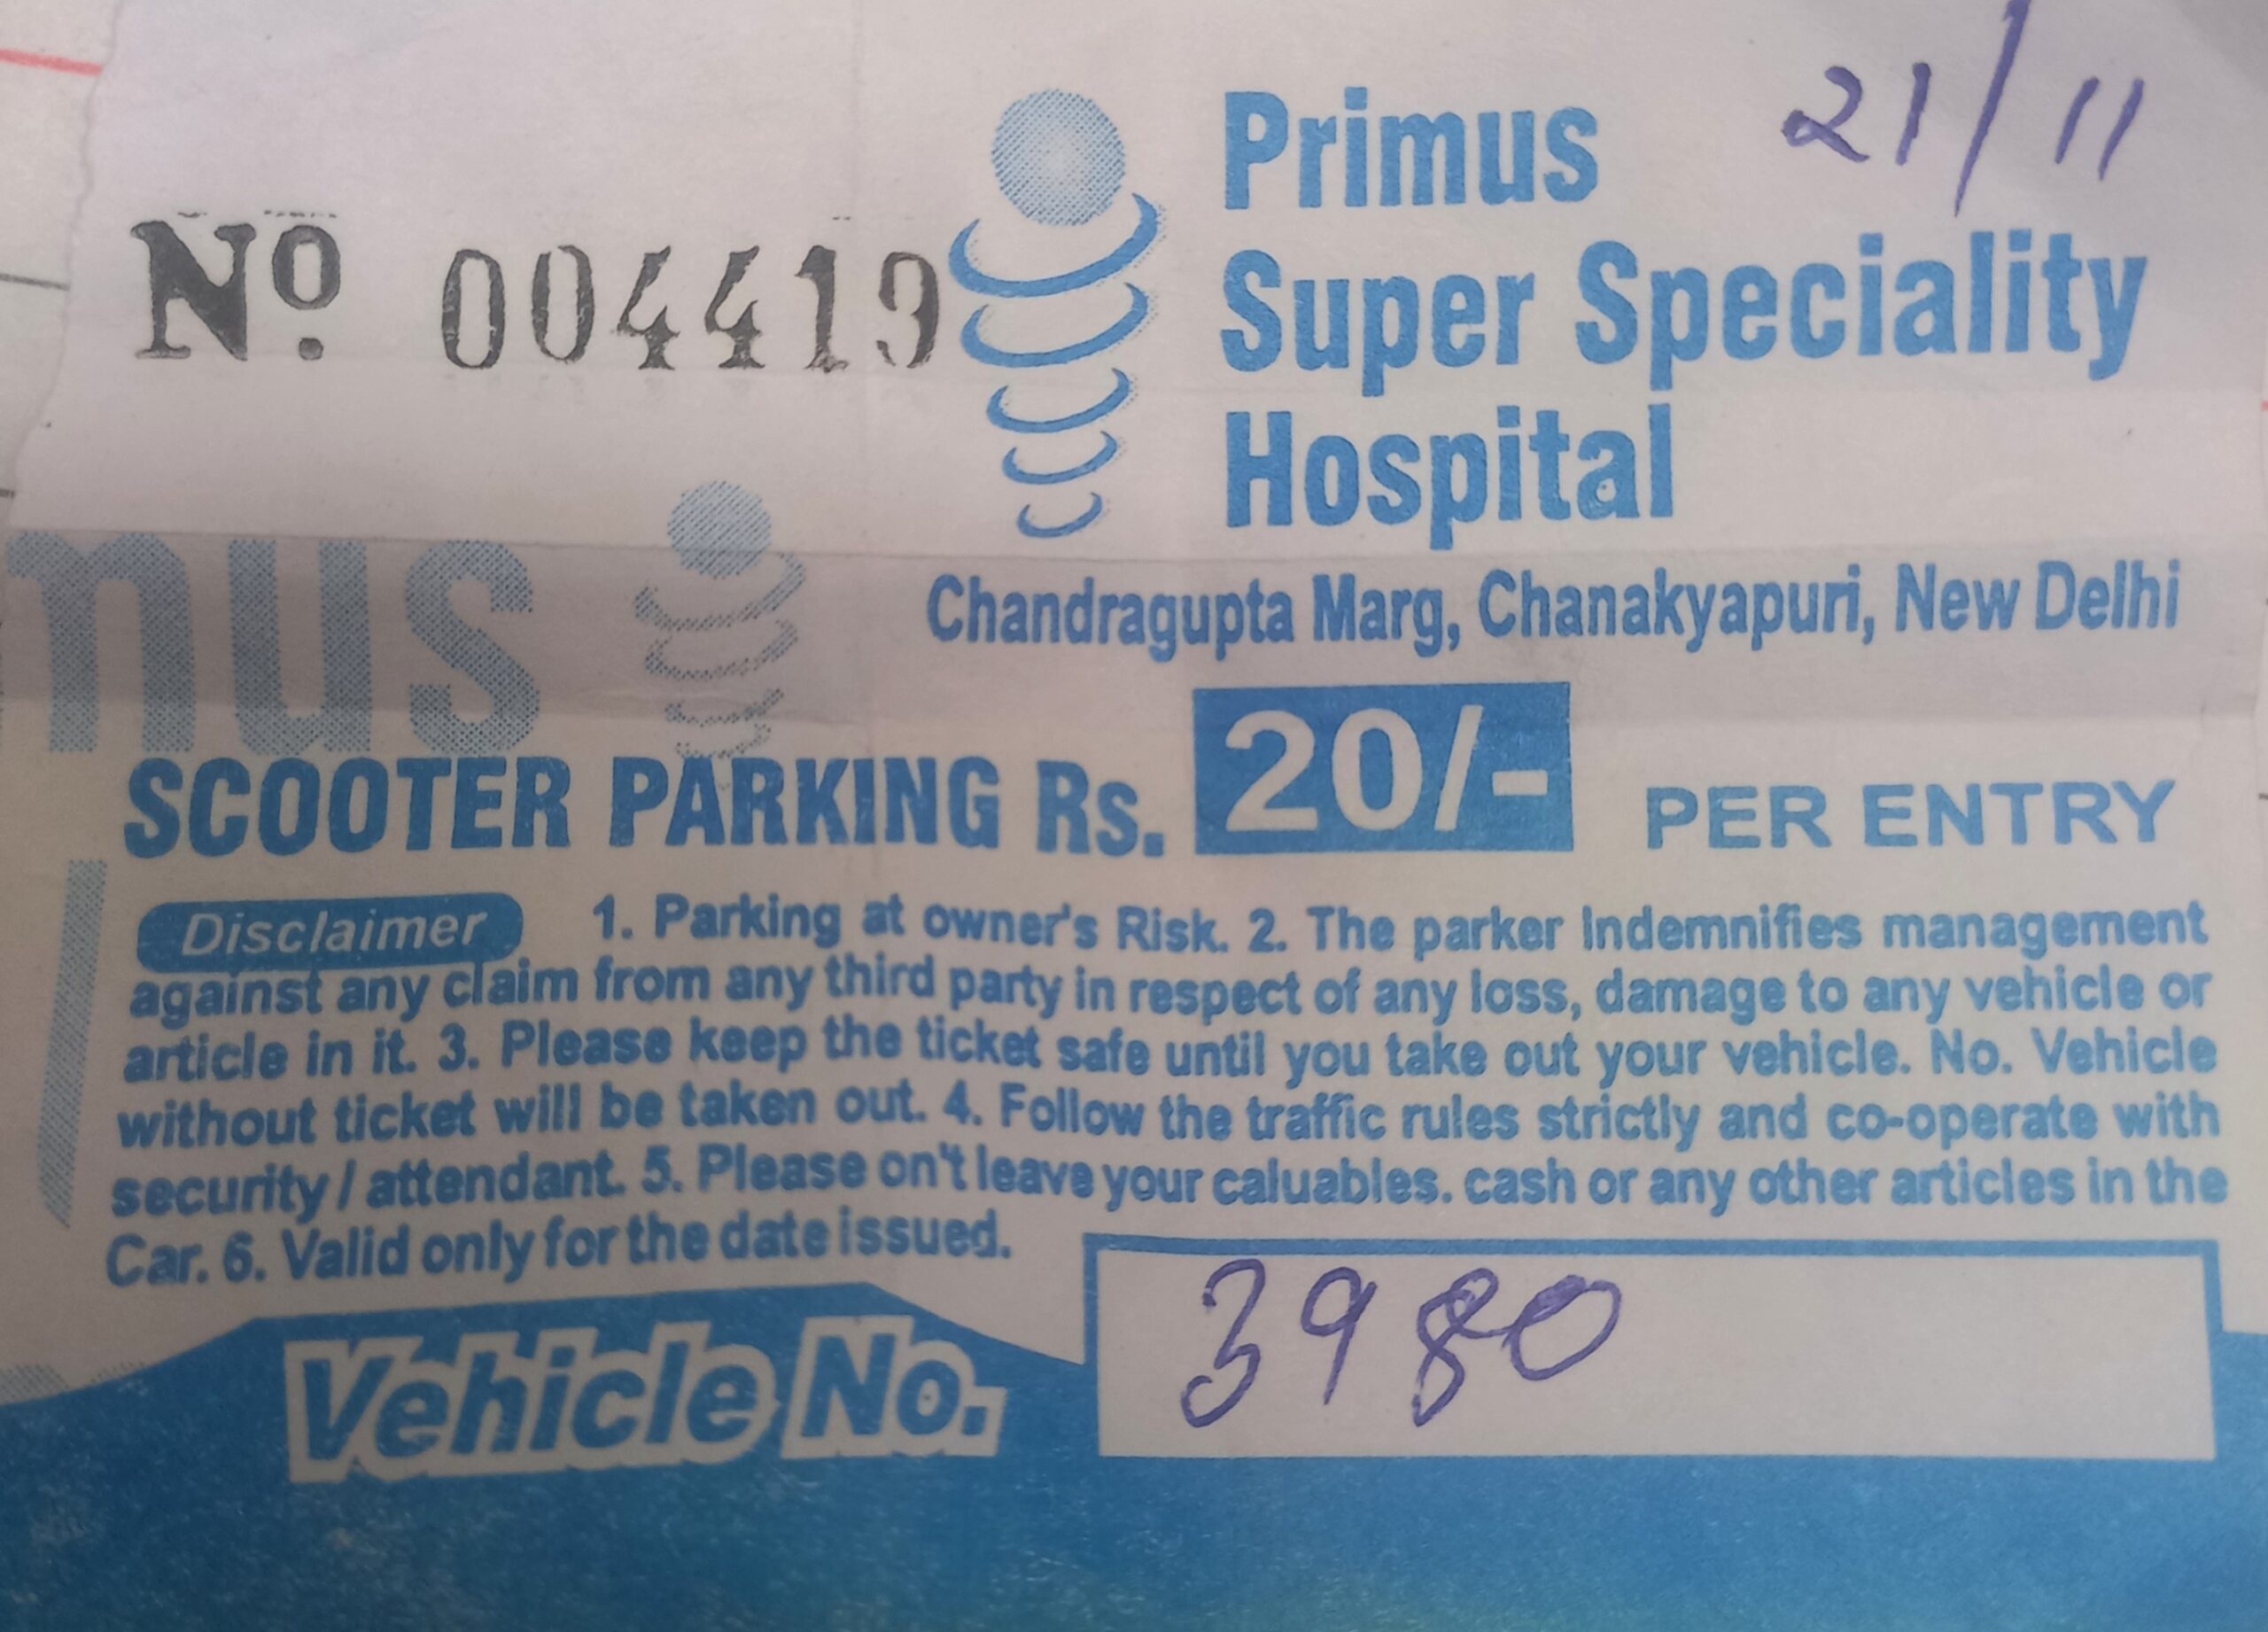 21/11
Primus
Super Speciality
Hospital
Nº. 004419
mus
Chandragupta Marg, Chanakyapuri, New Delhi
SCOOTER PARKING Rs. 20/- PER ENTRY
Disclaimer 1. Parking at owner's Risk. 2. The parker Indemnifies management
against any claim from any third party in respect of any loss, damage to any vehicle or
article in it. 3. Please keep the ticket safe until you take out your vehicle. No. Vehicle
without ticket will be taken out. 4. Follow the traffic rules strictly and co-operate with
security / attendant. 5. Please on't leave your caluables. cash or any other articles in the
Car. 6. Valid only for the date issued.
Vehicle No. 3980